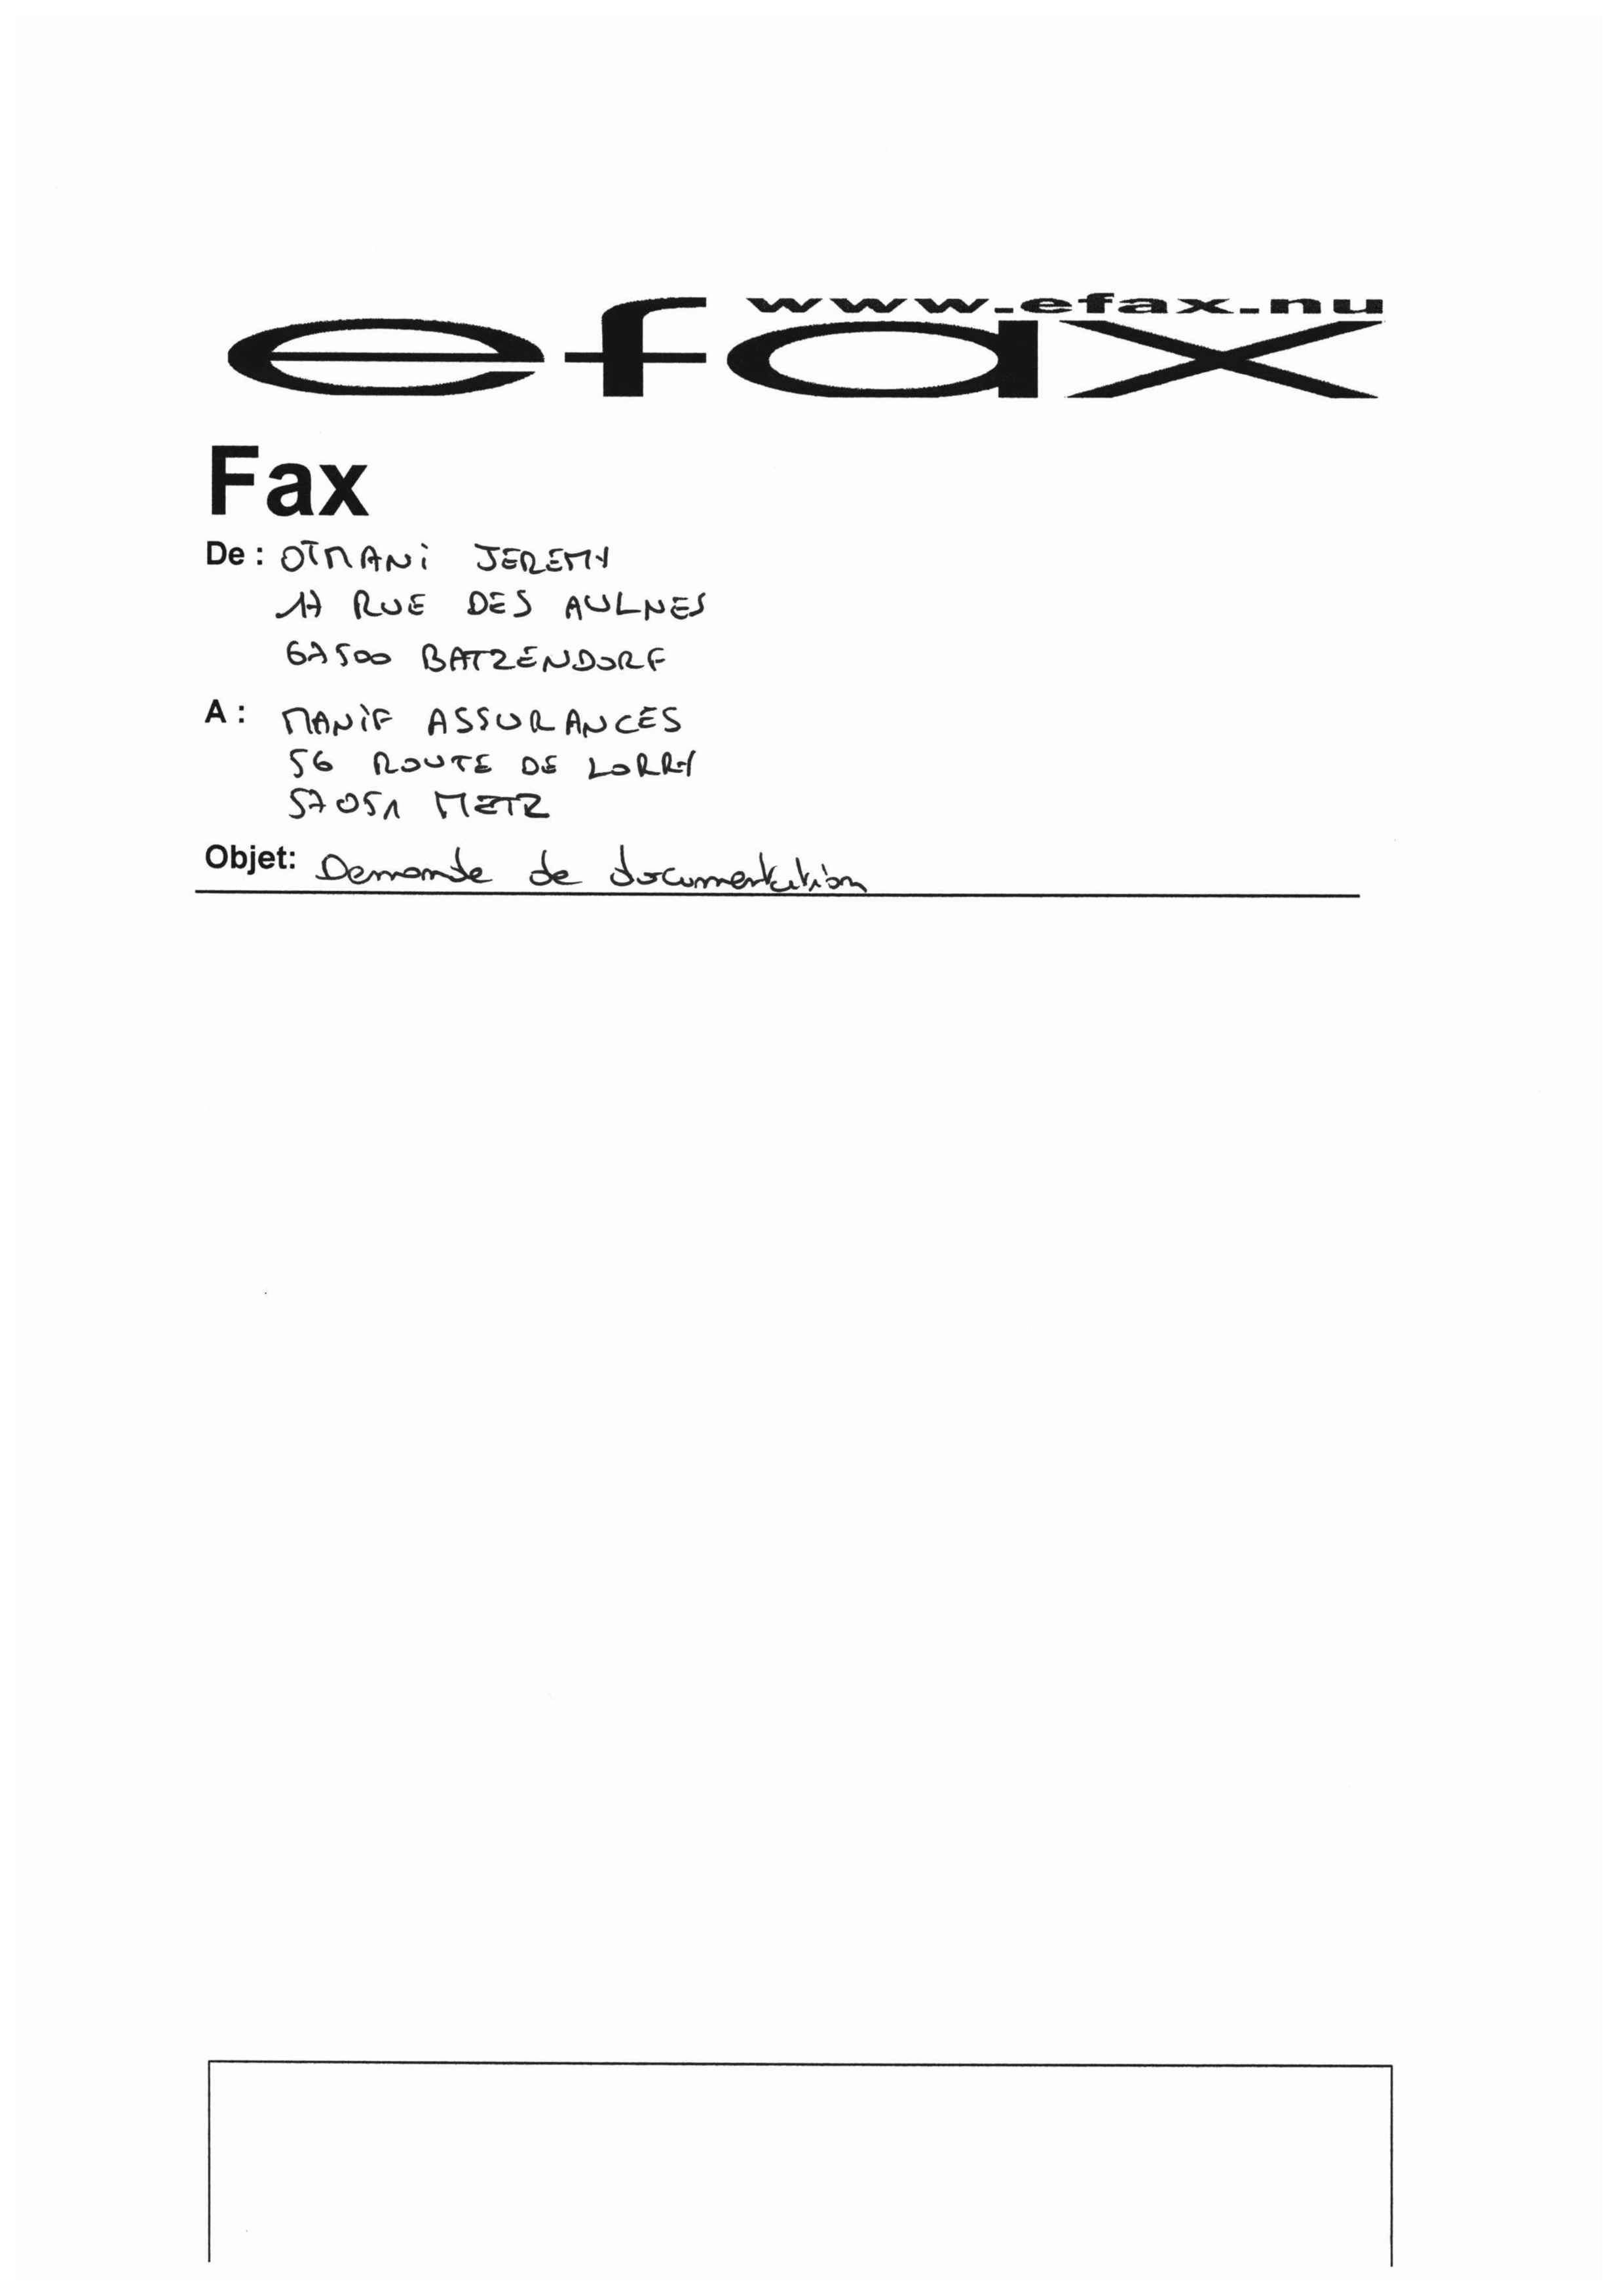 www.efax.nu
efax
Fax
De : OTMANi JEREMY
17 RUE DES AULNES
67500 BATZENDORF
A : MANiF ASSURANCES
56 ROUTE DE LORRY
57051 METZ
Objet: Demande de documentation